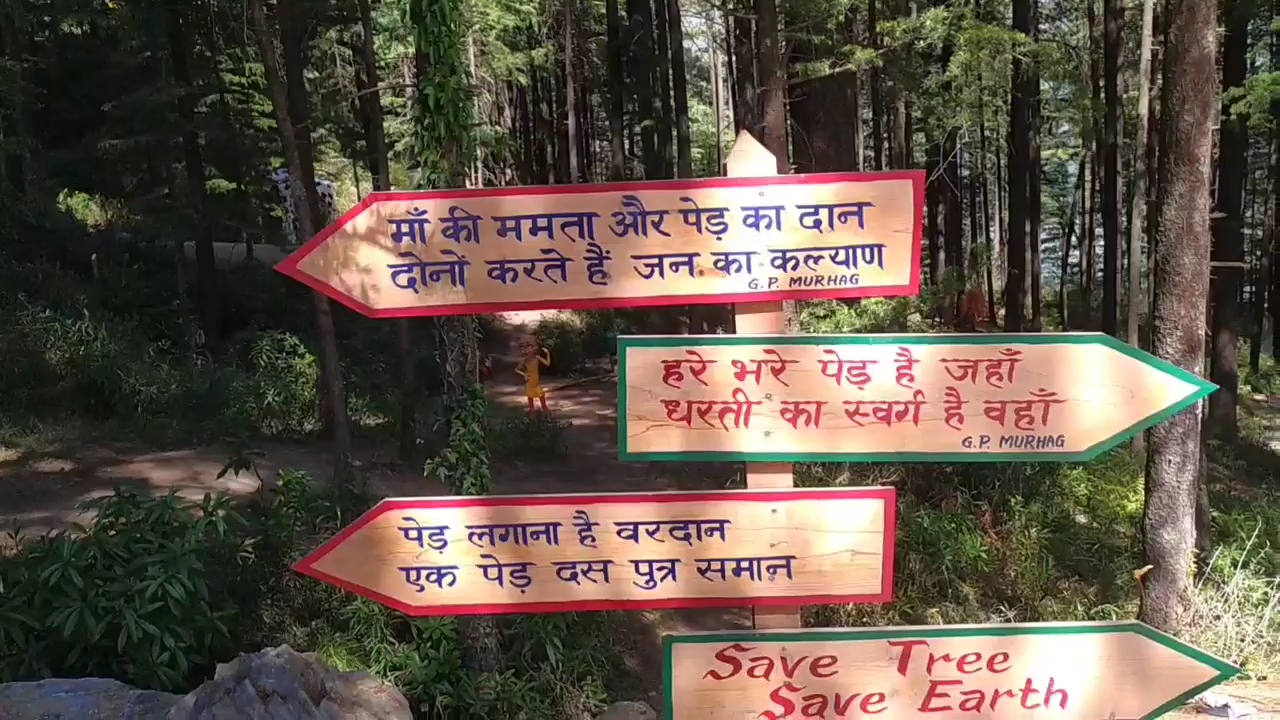 माँ की ममता और पेड़ का दान
दोनों करते हैं जन का कल्याण
G.P. MURHAG
हरे भरे पेड़ है जहाँ
धरती का स्वर्ग है वहाँ
G.P. MURHAG
पेड़ लगाना है वरदान
एक पेड़ दस पुत्र समान
Save Tree
Save Earth